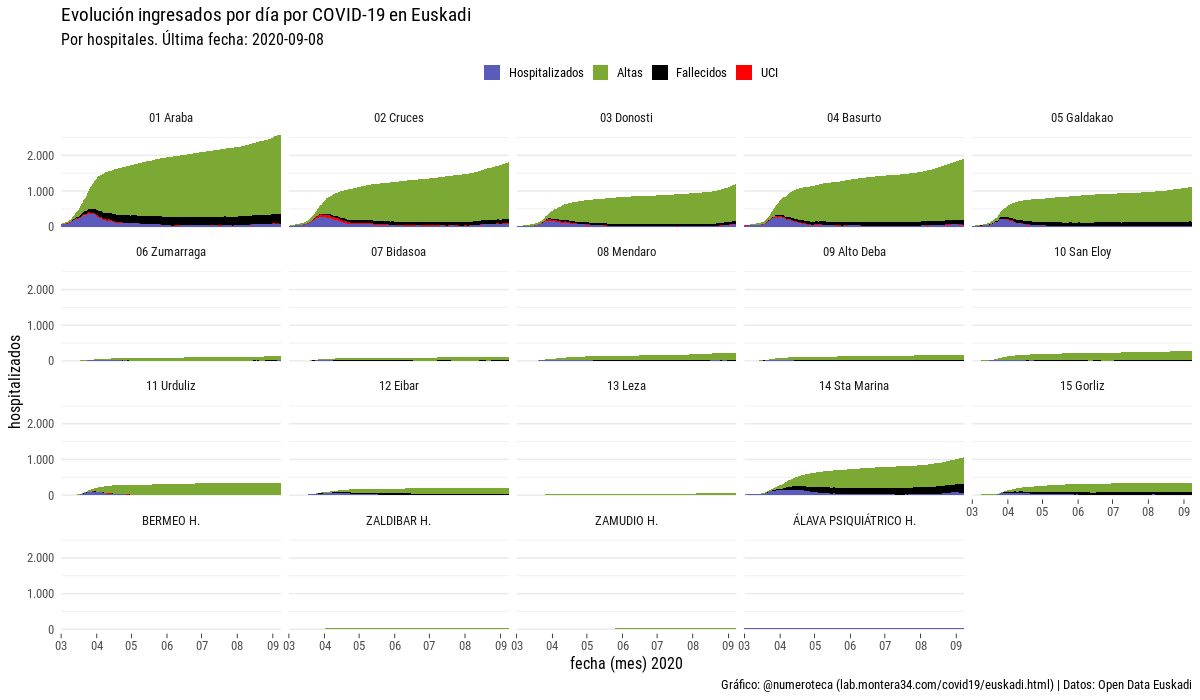 Evolución ingresados por día por COVID-19 en Euskadi
Por hospitales. Última fecha: 2020-09-08
Hospitalizados Altas Fallecidos UCI
01 Araba 02 Cruces 03 Donosti 04 Basurto 05 Galdakao
2.000
1.000
0
06 Zumarraga 07 Bidasoa 08 Mendaro 09 Alto Deba 10 San Eloy
2.000
1.000
0
11 Urduliz 12 Eibar 13 Leza 14 Sta Marina 15 Gorliz
2.000
1.000
0
03 04 05 06 07 08 09
BERMEO H. ZALDIBAR H. ZAMUDIO H. ÁLAVA PSIQUIÁTRICO H.
2.000
1.000
0
03 04 05 06 07 08 09 03 04 05 06 07 08 09 03 04 05 06 07 08 09 03 04 05 06 07 08 09
hospitalizados
fecha (mes) 2020
Gráfico: @numeroteca (lab.montera34.com/covid19/euskadi.html) | Datos: Open Data Euskadi